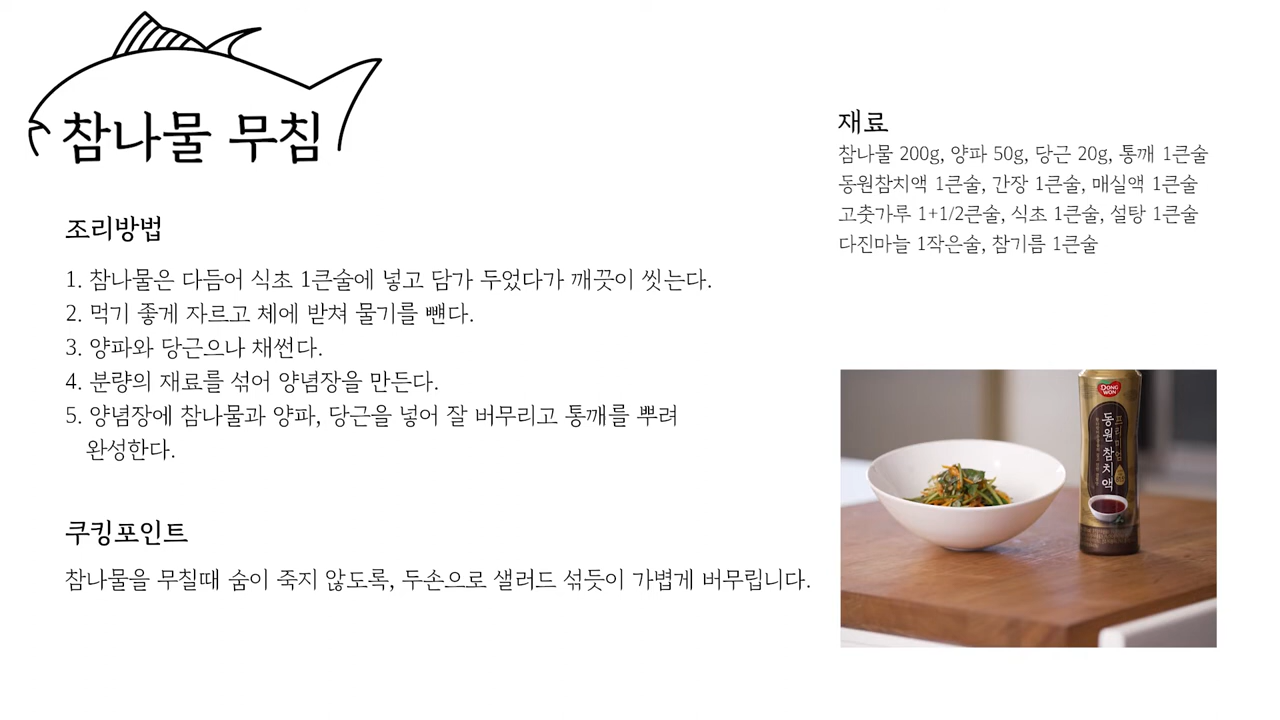 참나물 무침
조리방법
1. 참나물은 다듬어 식초 1큰술에 넣고 담가 두었다가 깨끗이 씻는다.
2. 먹기 좋게 자르고 체에 받쳐 물기를 뺀다.
3. 양파와 당근으나 채썬다.
4. 분량의 재료를 섞어 양념장을 만든다.
5. 양념장에 참나물과 양파, 당근을 넣어 잘 버무리고 통깨를 뿌려
완성한다.
쿠킹포인트
참나물을 무칠때 숨이 죽지 않도록, 두손으로 샐러드 섞듯이 가볍게 버무립니다.
재료
참나물 200g, 양파 50g, 당근 20g, 통깨 1큰술
동원참치액 1큰술, 간장 1큰술, 매실액 1큰술
고춧가루 1+1/2큰술, 식초 1큰술, 설탕 1큰술
다진마늘 1작은술, 참기름 1큰술
DONG
WON
프리미엄
동원 참치액